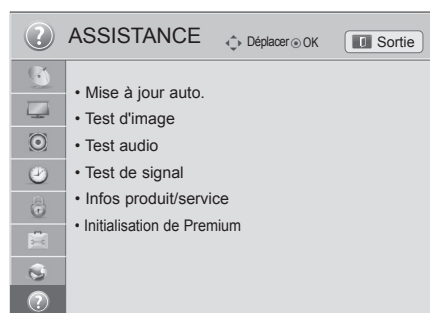 ASSISTANCE Déplacer OK Sortie
• Mise à jour auto.
• Test d'image
• Test audio
• Test de signal
• Infos produit/service
• Initialisation de Premium